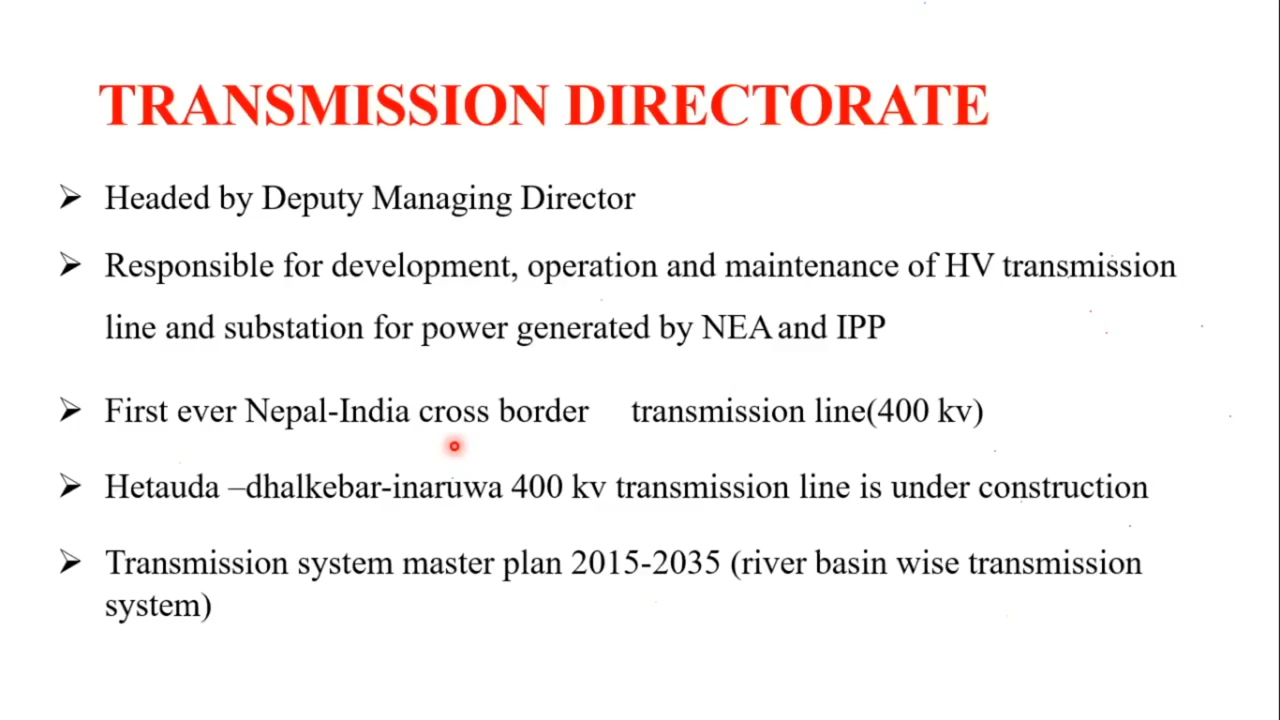 TRANSMISSION DIRECTORATE
➢ Headed by Deputy Managing Director
➢ Responsible for development, operation and maintenance of HV transmission
line and substation for power generated by NEA and IPP
➢ First ever Nepal-India cross border transmission line(400 kv)
➢ Hetauda –dhalkebar-inaruwa 400 kv transmission line is under construction
➢ Transmission system master plan 2015-2035 (river basin wise transmission
system)